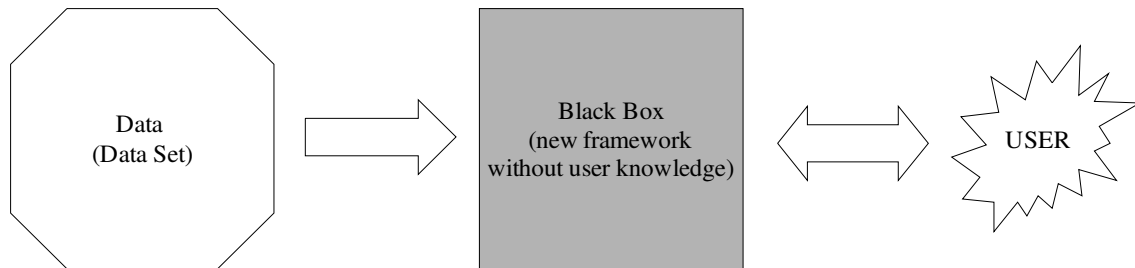 Data
(Data Set)
Black Box
(new framework
without user knowledge)
USER